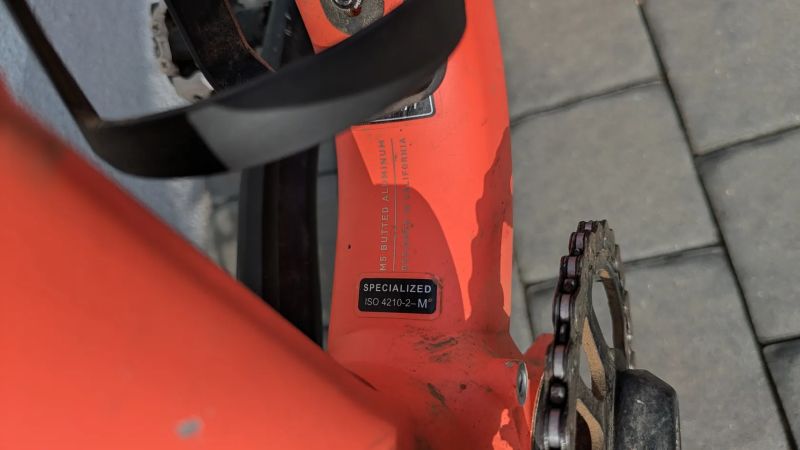 M5 BUTTED ALUMINUM
DESIGNED IN CALIFORNIA
SPECIALIZED
ISO 4210-2-M